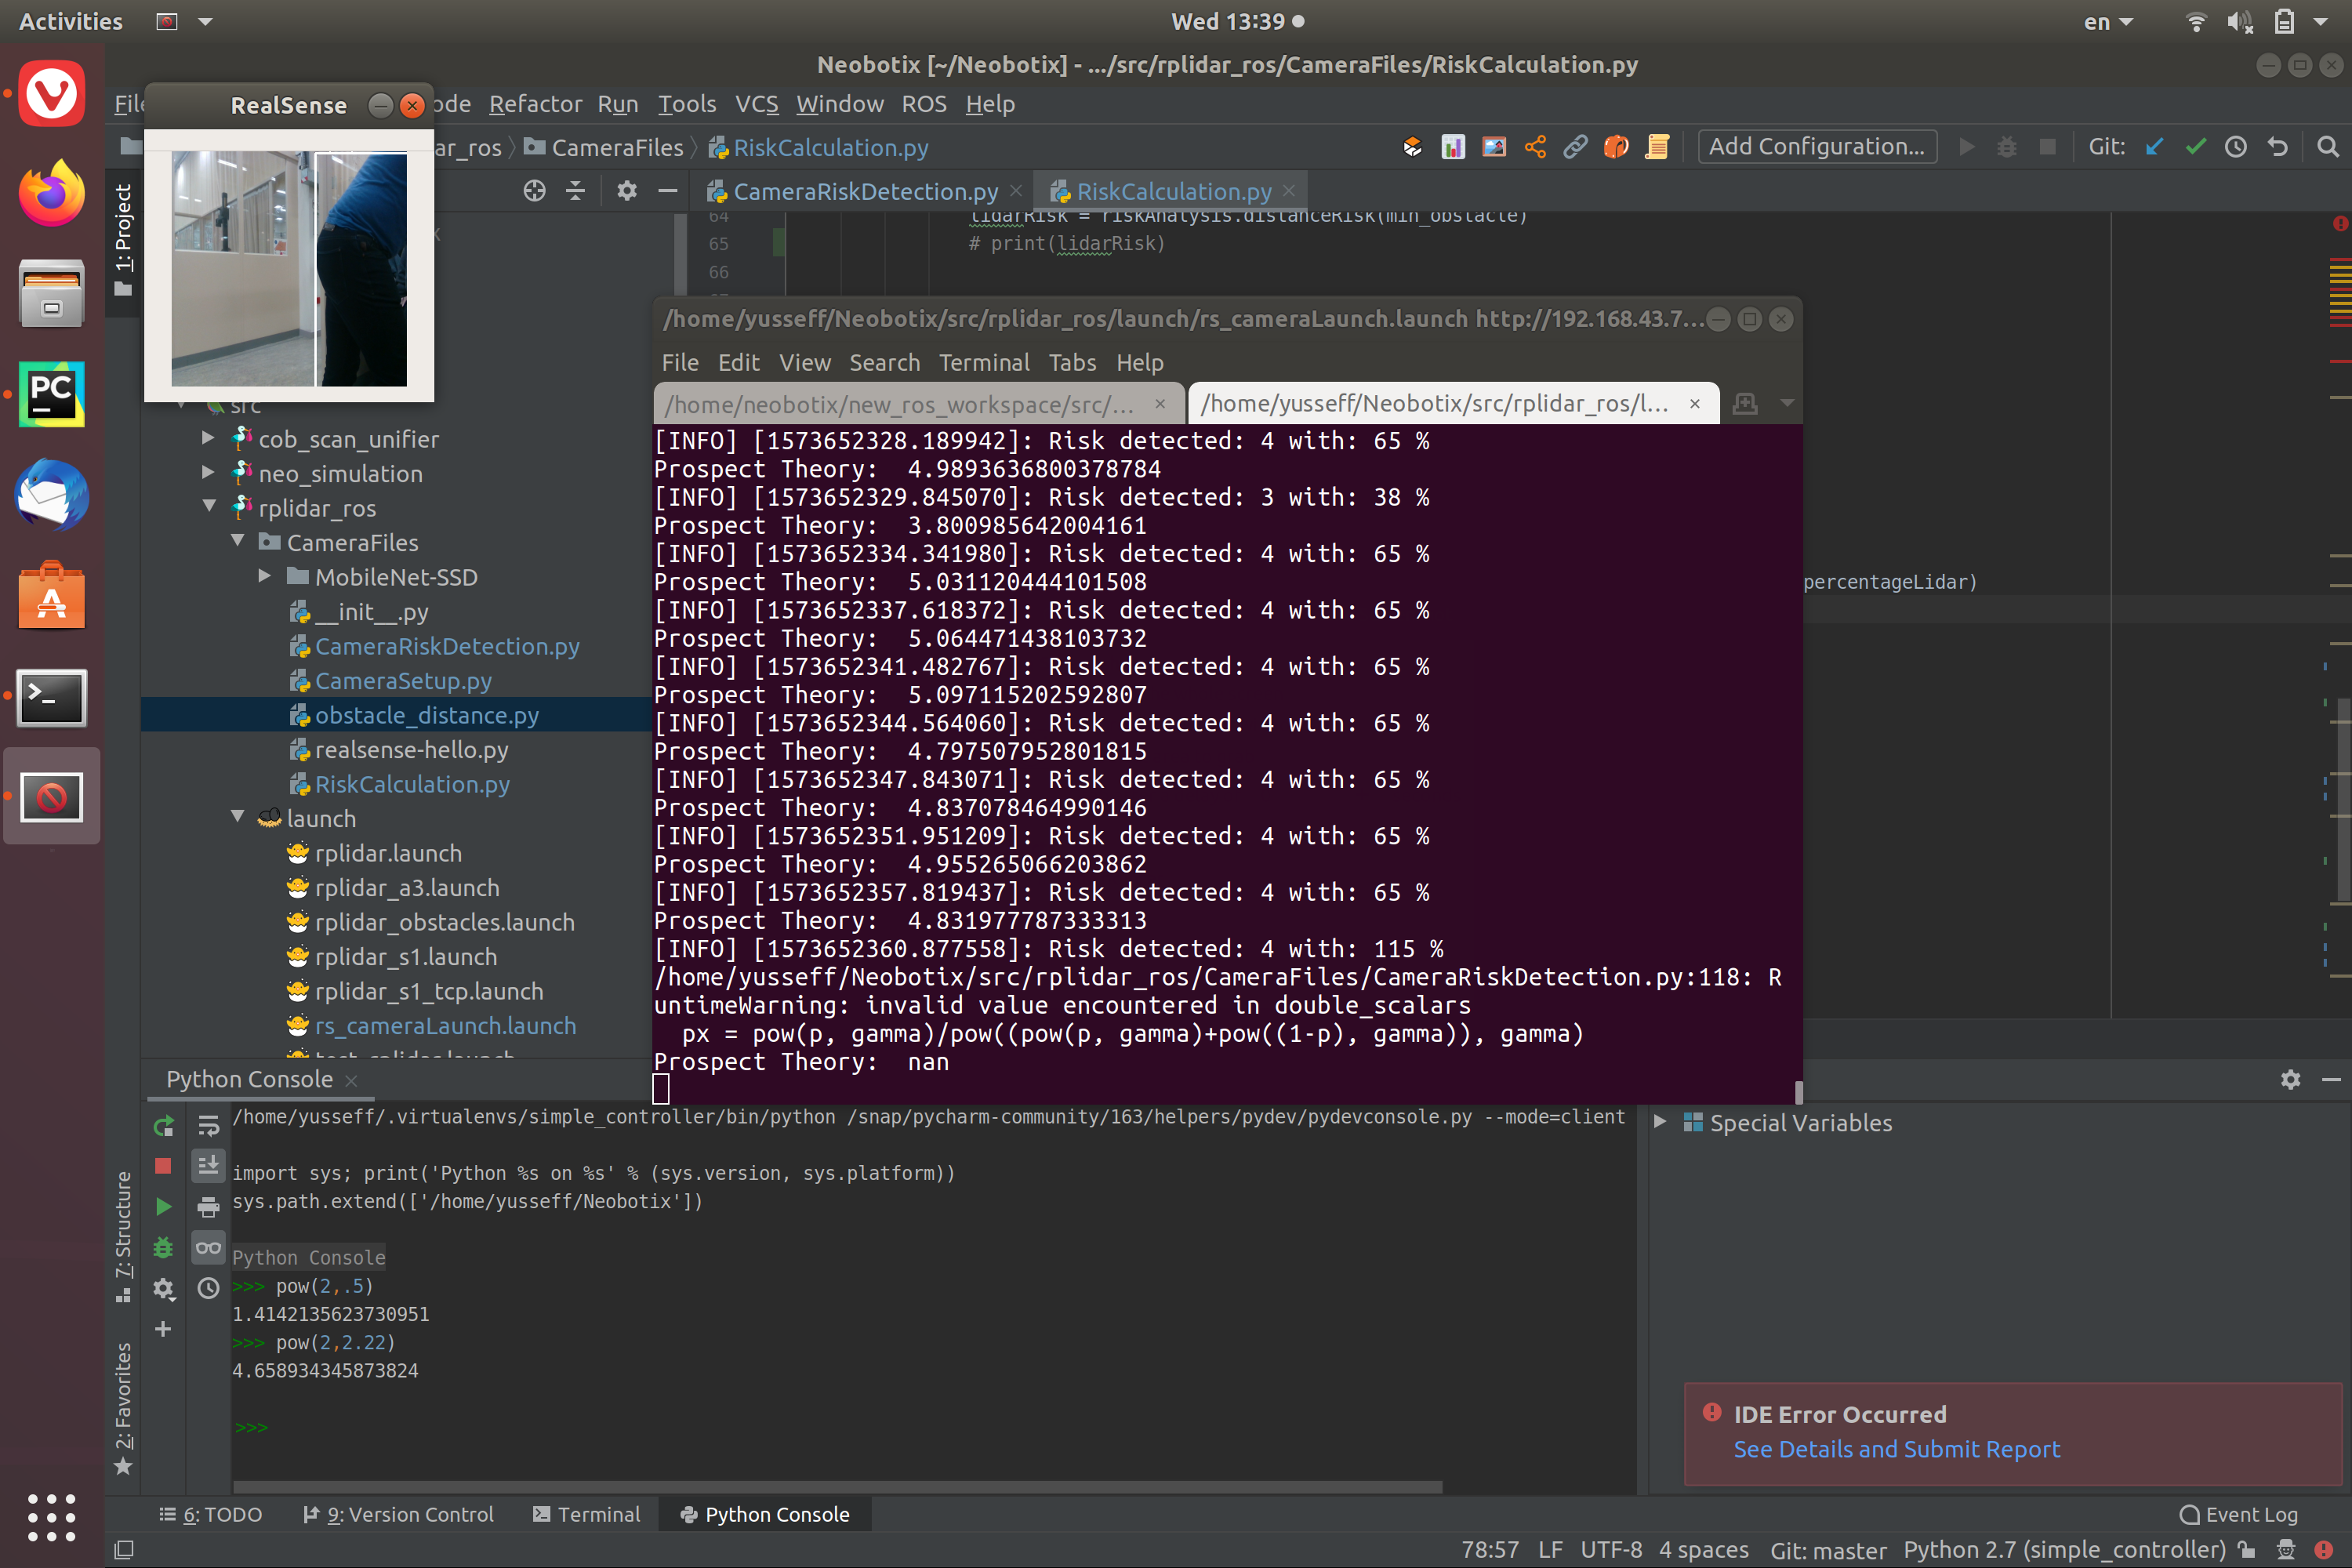 Activities
Wed 13:39
en
Neobotix [~/Neobotix] - .../src/rplidar_ros/CameraFiles/RiskCalculation.py
RealSense
Refactor Run Tools VCS Window ROS Help
ar_ros CameraFiles RiskCalculation.py
Add Configuration...
Git:
1: Project
CameraRiskDetection.py
RiskCalculation.py
64 lidarRisk = riskAnalysis.distanceRisk(min_obstacle)
65 # print(lidarRisk)
66
percentageLidar)
src
cob_scan_unifier
neo_simulation
rplidar_ros
CameraFiles
MobileNet-SSD
__init__.py
CameraRiskDetection.py
CameraSetup.py
obstacle_distance.py
realsense-hello.py
RiskCalculation.py
launch
rplidar.launch
rplidar_a3.launch
rplidar_obstacles.launch
rplidar_s1.launch
rplidar_s1_tcp.launch
rs_cameraLaunch.launch
test_rplidar.launch
/home/yusseff/Neobotix/src/rplidar_ros/launch/rs_cameraLaunch.launch http://192.168.43.7...
File Edit View Search Terminal Tabs Help
/home/neobotix/new_ros_workspace/src/...
/home/yusseff/Neobotix/src/rplidar_ros/l...
[INFO] [1573652328.189942]: Risk detected: 4 with: 65 %
Prospect Theory:  4.9893636800378784
[INFO] [1573652329.845070]: Risk detected: 3 with: 38 %
Prospect Theory:  3.800985642004161
[INFO] [1573652334.341980]: Risk detected: 4 with: 65 %
Prospect Theory:  5.031120444101508
[INFO] [1573652337.618372]: Risk detected: 4 with: 65 %
Prospect Theory:  5.064471438103732
[INFO] [1573652341.482767]: Risk detected: 4 with: 65 %
Prospect Theory:  5.097115202592807
[INFO] [1573652344.564060]: Risk detected: 4 with: 65 %
Prospect Theory:  4.797507952801815
[INFO] [1573652347.843071]: Risk detected: 4 with: 65 %
Prospect Theory:  4.837078464990146
[INFO] [1573652351.951209]: Risk detected: 4 with: 65 %
Prospect Theory:  4.955265066203862
[INFO] [1573652357.819437]: Risk detected: 4 with: 65 %
Prospect Theory:  4.831977787333313
[INFO] [1573652360.877558]: Risk detected: 4 with: 115 %
/home/yusseff/Neobotix/src/rplidar_ros/CameraFiles/CameraRiskDetection.py:118: R
untimeWarning: invalid value encountered in double_scalars
px = pow(p, gamma)/pow((pow(p, gamma)+pow((1-p), gamma)), gamma)
Prospect Theory:  nan
Python Console
/home/yusseff/.virtualenvs/simple_controller/bin/python /snap/pycharm-community/163/helpers/pydev/pydevconsole.py --mode=client
import sys; print('Python %s on %s' % (sys.version, sys.platform))
sys.path.extend(['/home/yusseff/Neobotix'])
Python Console
>>> pow(2,.5)
1.4142135623730951
>>> pow(2,2.22)
4.658934345873824
>>>
Special Variables
7: Structure
2: Favorites
IDE Error Occurred
See Details and Submit Report
6: TODO
9: Version Control
Terminal
Python Console
Event Log
78:57 LF UTF-8 4 spaces Git: master Python 2.7 (simple_controller)